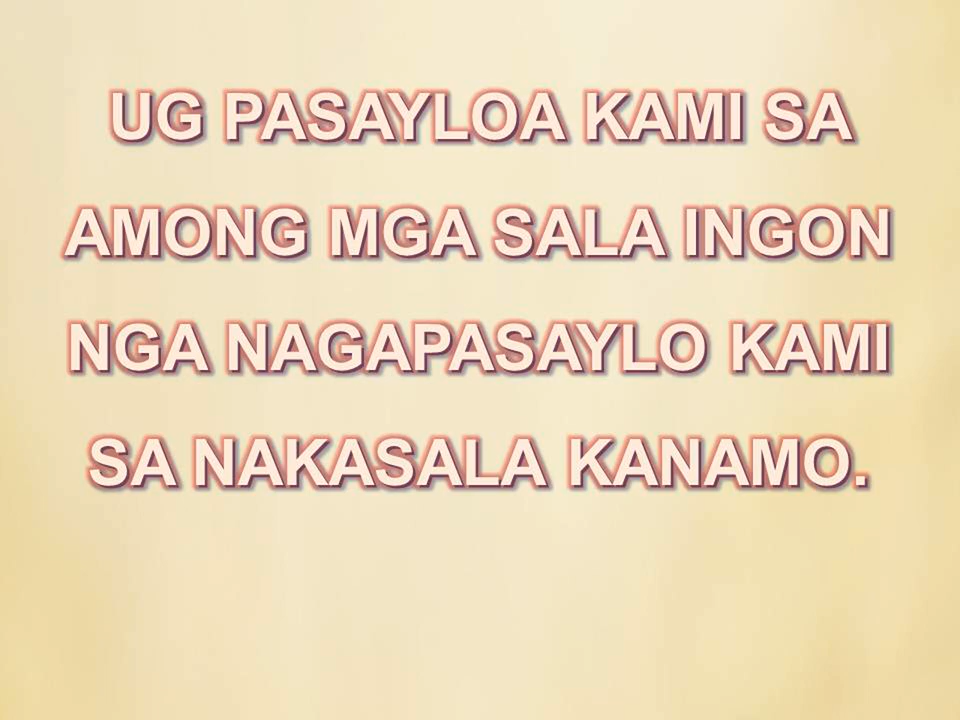 UG PASAYLOA KAMI SA
AMONG MGA SALA INGON
NGA NAGAPASAYLO KAMI
SA NAKASALA KANAMO.